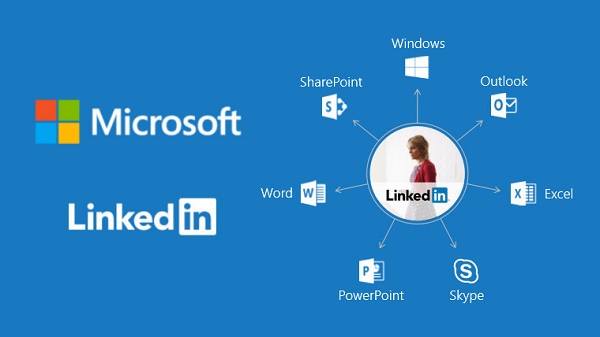 Microsoft
LinkedIn
Windows
SharePoint
S
Outlook
O
Word
W
LinkedIn
X
Excel
P
PowerPoint
S
Skype